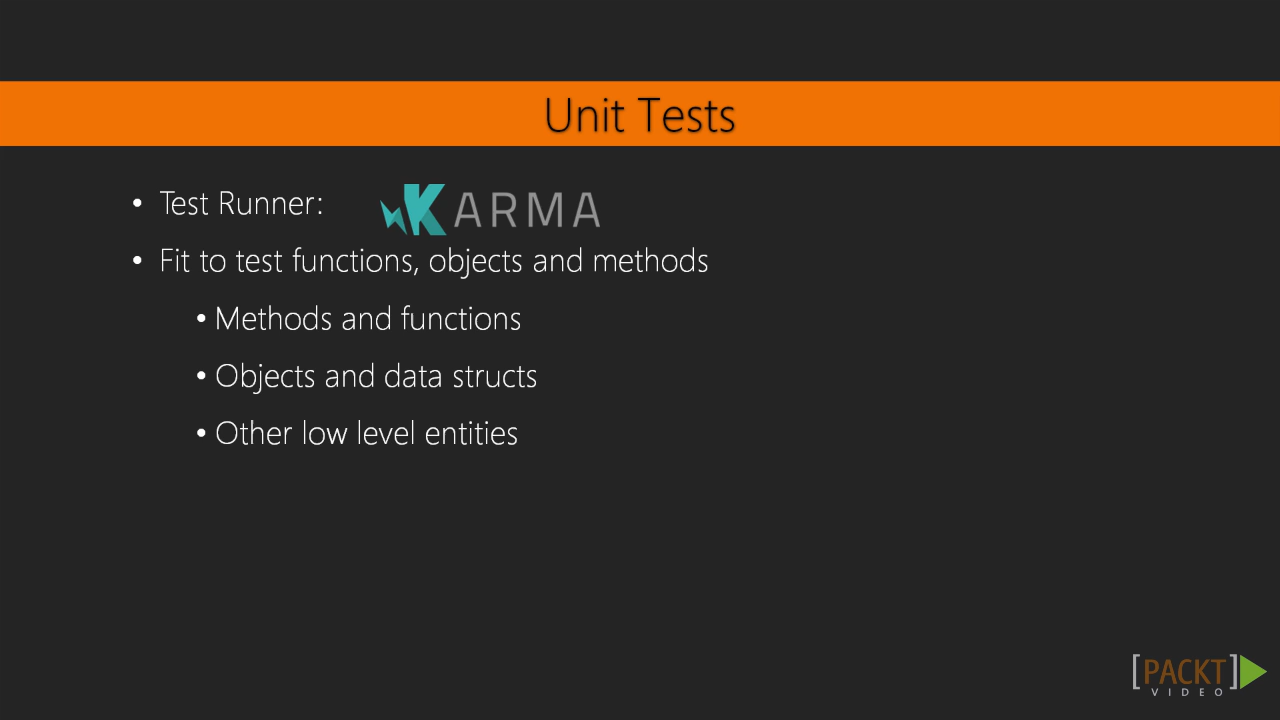 Unit Tests
• Test Runner: KARMA
• Fit to test functions, objects and methods
• Methods and functions
• Objects and data structs
• Other low level entities
[PACKT]
VIDEO